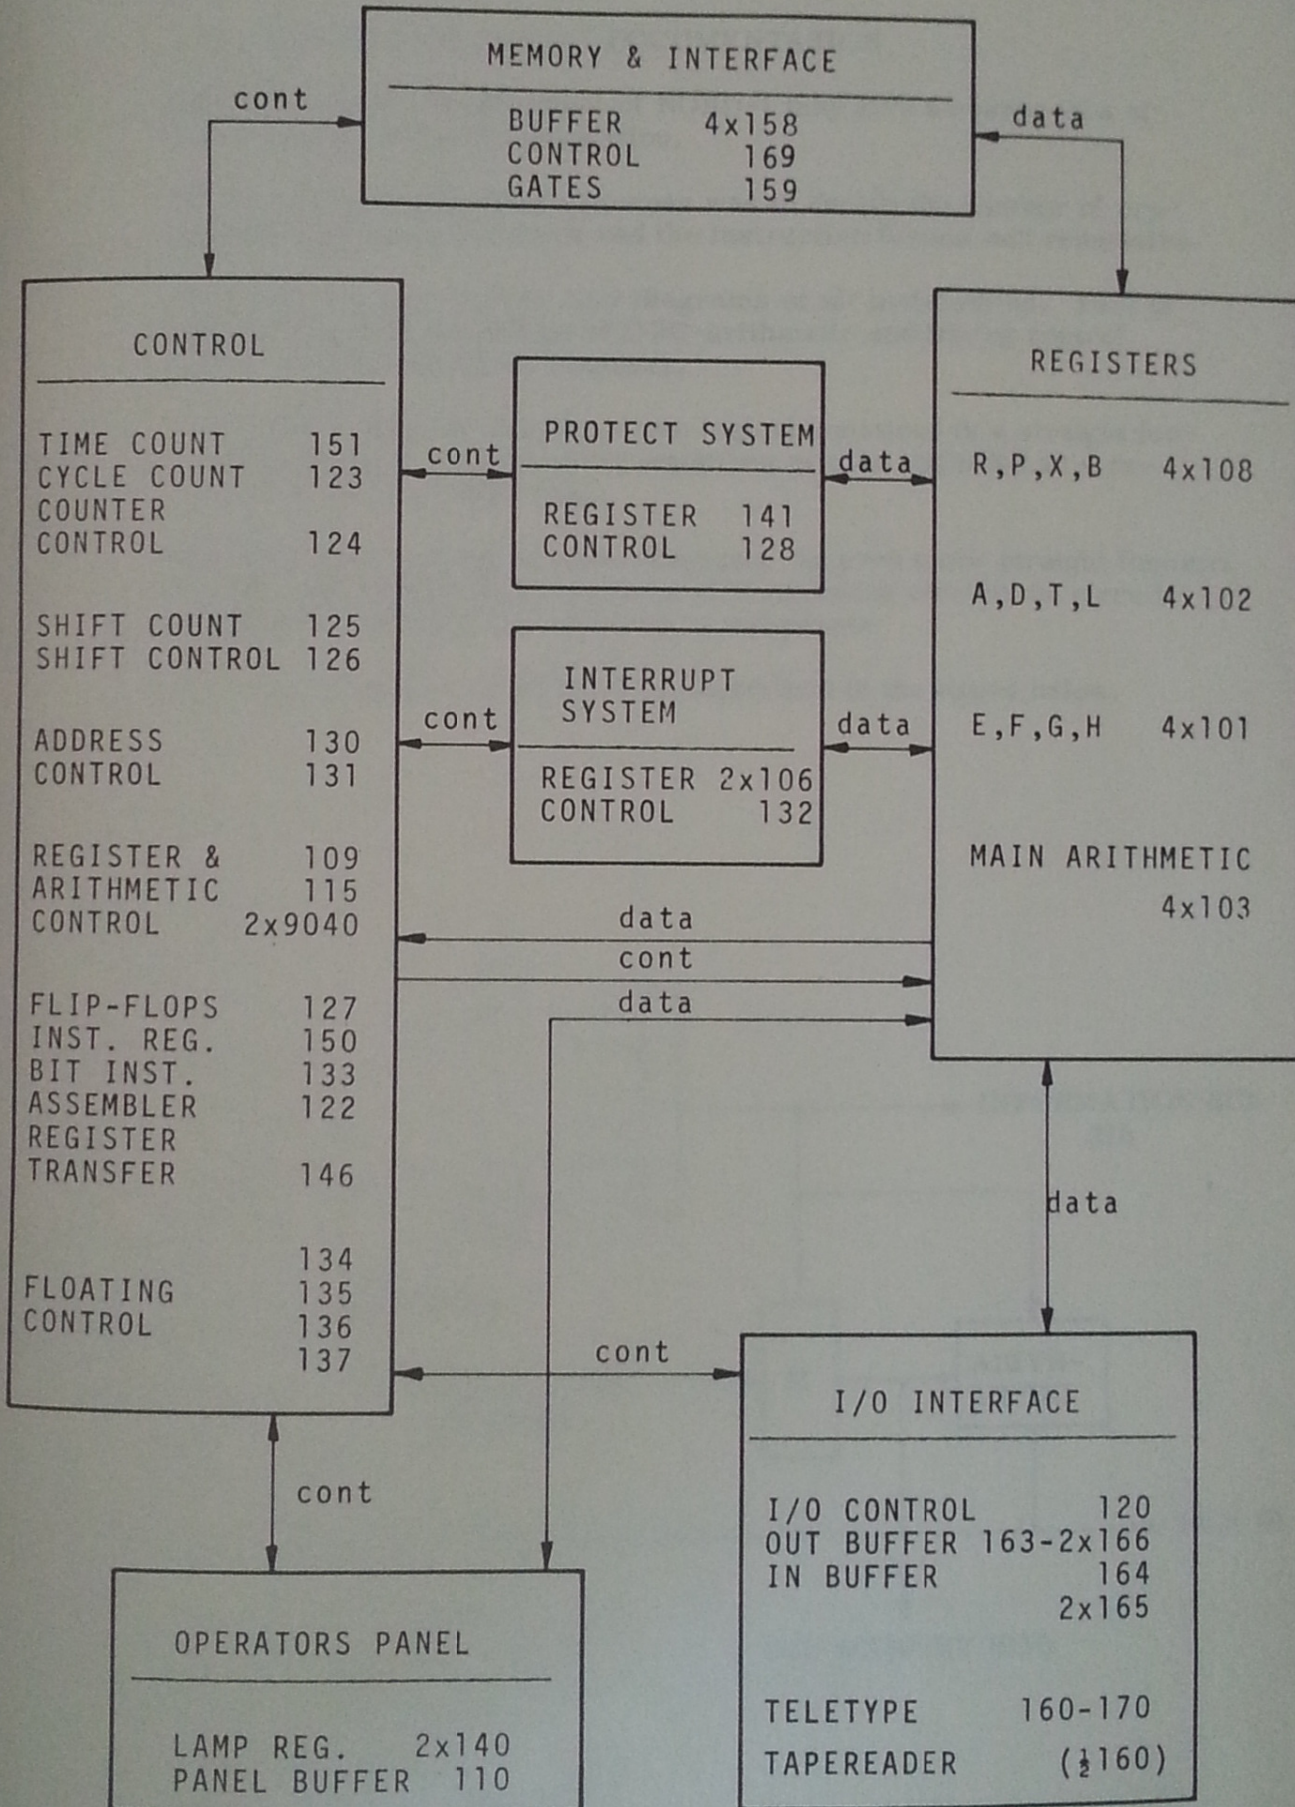 MEMORY & INTERFACE
BUFFER 4x158
CONTROL 169
GATES 159
cont
data
CONTROL
TIME COUNT 151
CYCLE COUNT 123
COUNTER
CONTROL 124
SHIFT COUNT 125
SHIFT CONTROL 126
ADDRESS 130
CONTROL 131
REGISTER & 109
ARITHMETIC 115
CONTROL 2x9040
FLIP-FLOPS 127
INST. REG. 150
BIT INST. 133
ASSEMBLER 122
REGISTER
TRANSFER 146
134
FLOATING 135
CONTROL 136
137
cont
PROTECT SYSTEM
REGISTER 141
CONTROL 128
data
cont
INTERRUPT
SYSTEM
REGISTER 2x106
CONTROL 132
data
REGISTERS
R,P,X,B 4x108
A,D,T,L 4x102
E,F,G,H 4x101
MAIN ARITHMETIC
4x103
data
cont
data
data
cont
cont
I/O INTERFACE
I/O CONTROL 120
OUT BUFFER 163-2x166
IN BUFFER 164
2x165
TELETYPE 160-170
TAPEREADER (½160)
OPERATORS PANEL
LAMP REG. 2x140
PANEL BUFFER 110